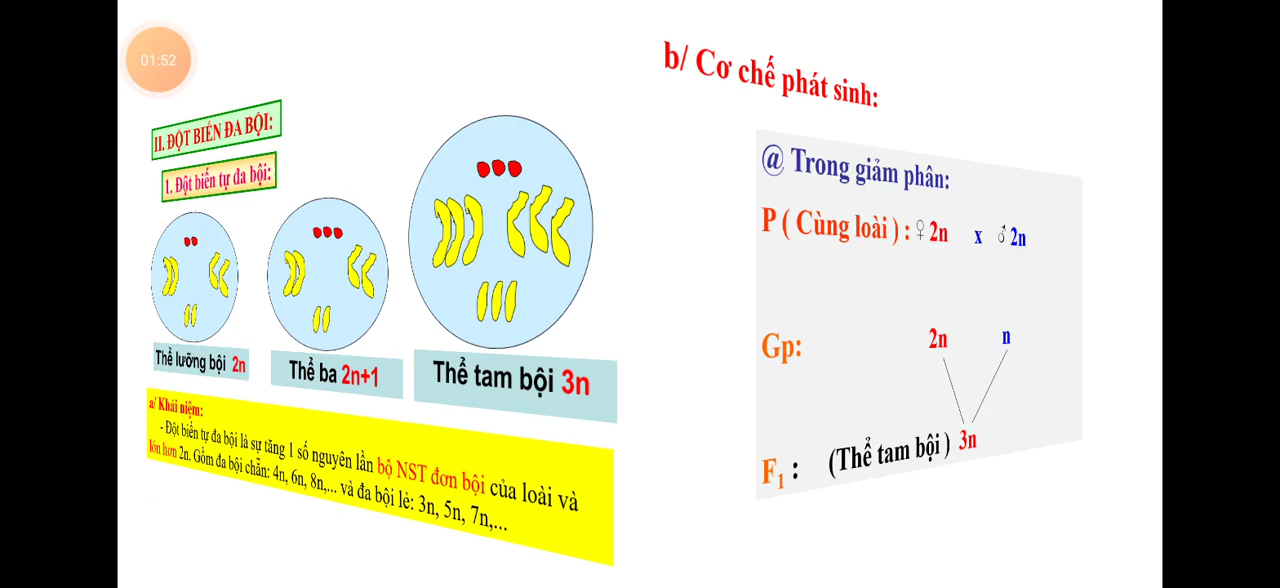 01:52
II. ĐỘT BIẾN ĐA BỘI:
1. Đột biến tự đa bội:
Thể lưỡng bội 2n
Thể ba 2n+1
Thể tam bội 3n
a/ Khái niệm:
- Đột biến tự đa bội là sự tăng 1 số nguyên lần bộ NST đơn bội của loài và
lớn hơn 2n. Gồm đa bội chẵn: 4n, 6n, 8n,... và đa bội lẻ: 3n, 5n, 7n,...
b/ Cơ chế phát sinh:
@ Trong giảm phân:
P ( Cùng loài ) : ♀ 2n x ♂ 2n
Gp: 2n n
F1 : (Thể tam bội ) 3n